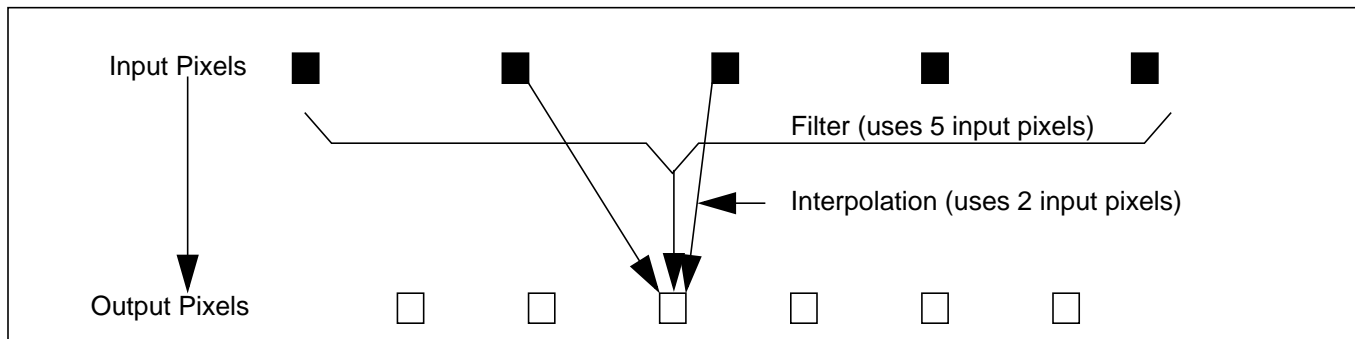 Input Pixels
Filter (uses 5 input pixels)
Interpolation (uses 2 input pixels)
Output Pixels